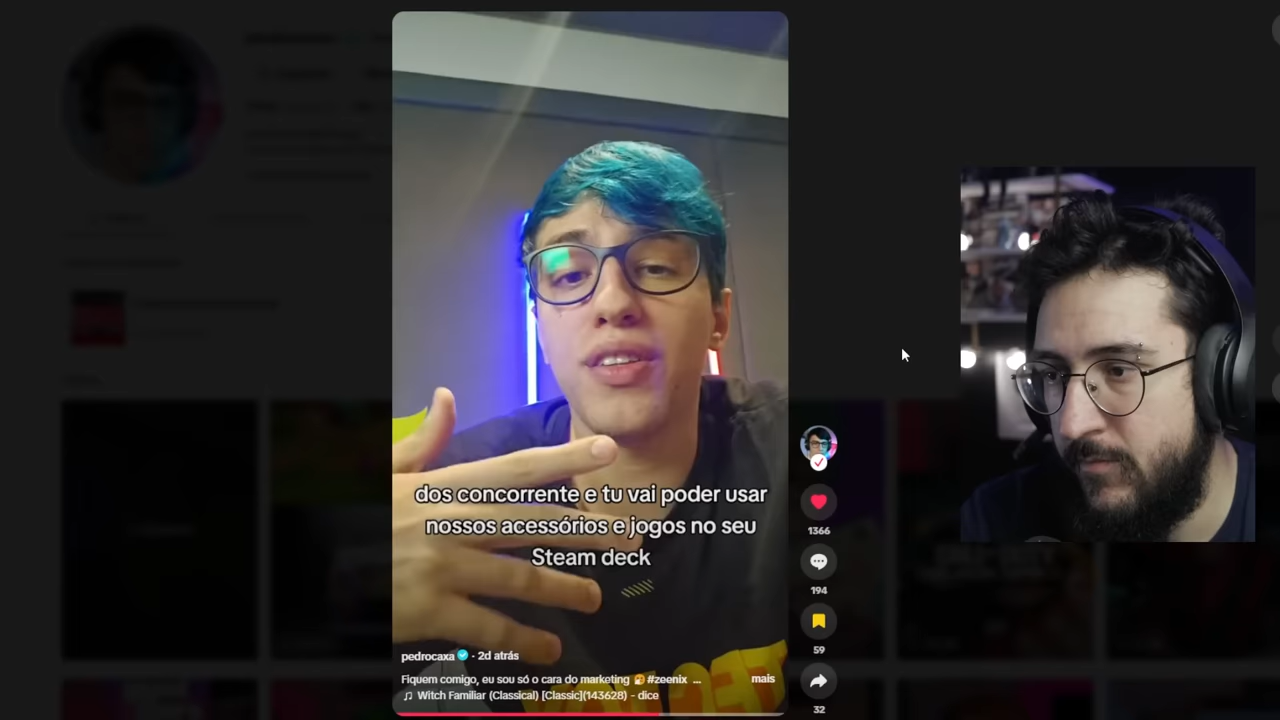 dos concorrente e tu vai poder usar
nossos acessórios e jogos no seu
Steam deck
1366
194
59
32
pedrocaxa · 2d atrás
Fiquem comigo, eu sou só o cara do marketing #zeenix ...
mais
Witch Familiar (Classical) [Classic](143628) - dice